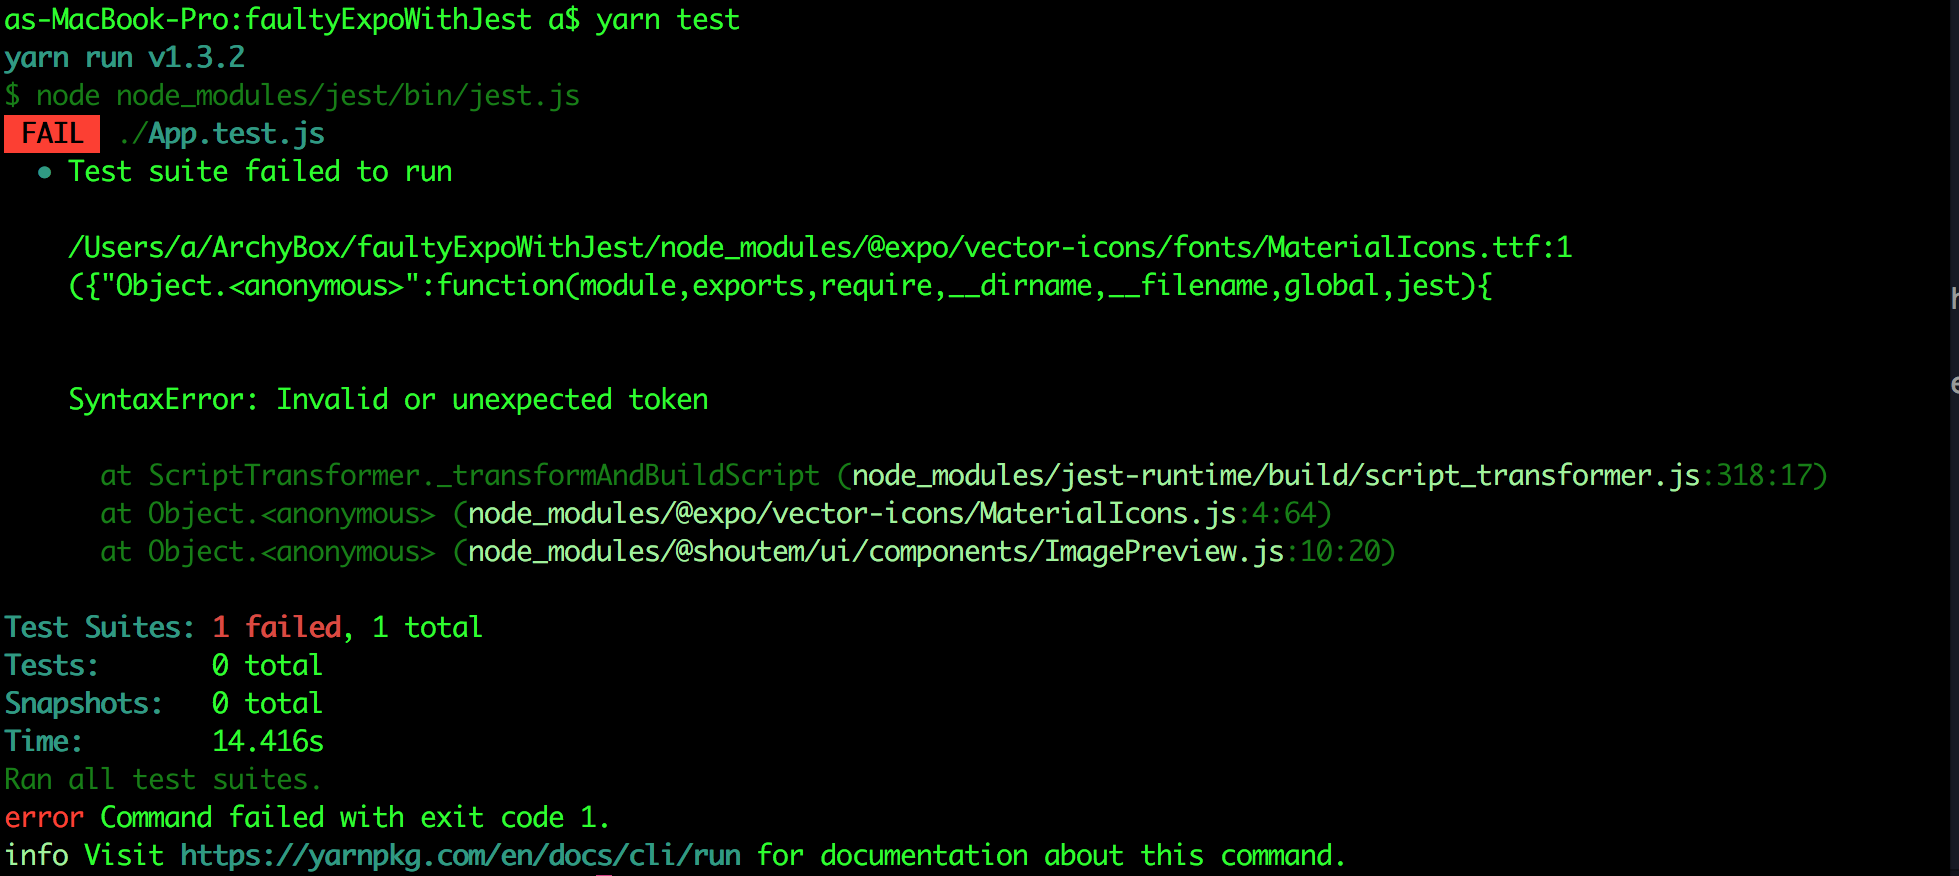 as-MacBook-Pro:faultyExpoWithJest a$ yarn test
yarn run v1.3.2
$ node node_modules/jest/bin/jest.js
FAIL ./App.test.js
● Test suite failed to run
/Users/a/ArchyBox/faultyExpoWithJest/node_modules/@expo/vector-icons/fonts/MaterialIcons.ttf:1
({"Object.<anonymous>":function(module,exports,require,__dirname,__filename,global,jest){
SyntaxError: Invalid or unexpected token
at ScriptTransformer._transformAndBuildScript (node_modules/jest-runtime/build/script_transformer.js:318:17)
at Object.<anonymous> (node_modules/@expo/vector-icons/MaterialIcons.js:4:64)
at Object.<anonymous> (node_modules/@shoutem/ui/components/ImagePreview.js:10:20)
Test Suites: 1 failed, 1 total
Tests: 0 total
Snapshots: 0 total
Time: 14.416s
Ran all test suites.
error Command failed with exit code 1.
info Visit https://yarnpkg.com/en/docs/cli/run for documentation about this command.